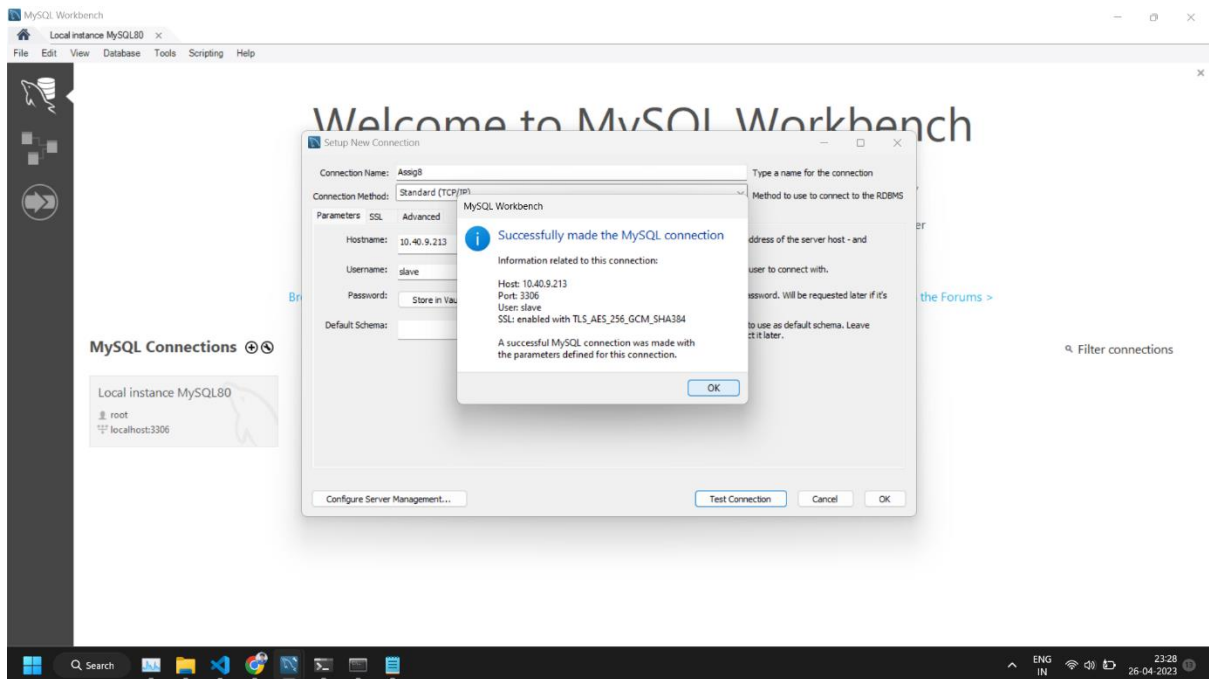 MySQL Workbench
Local instance MySQL80
File Edit View Database Tools Scripting Help
Welcome to MySQL Workbench
Setup New Connection
Connection Name: Assig8 Type a name for the connection
Connection Method: Standard (TCP/IP) Method to use to connect to the RDBMS
Parameters SSL Advanced
Hostname: 10.40.9.213 address of the server host - and
Username: slave user to connect with.
Password: Store in Vau password. Will be requested later if it's
Default Schema: to use as default schema. Leave
ct it later.
MySQL Workbench
Successfully made the MySQL connection
Information related to this connection:
Host: 10.40.9.213
Port: 3306
User: slave
SSL: enabled with TLS_AES_256_GCM_SHA384
A successful MySQL connection was made with
the parameters defined for this connection.
OK
Configure Server Management... Test Connection Cancel OK
er
Br the Forums >
MySQL Connections Filter connections
Local instance MySQL80
root
localhost:3306
Search ENG 23:28
IN 26-04-2023